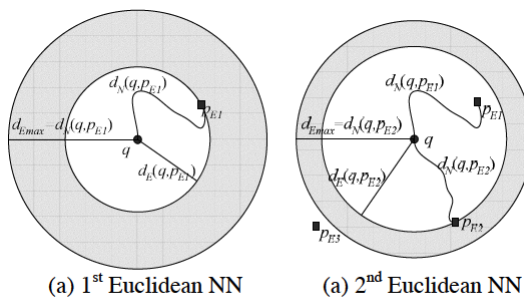 d_N(q,p_E1)
p_E1
d_Emax=d_N(q,p_E1)
q
d_E(q,p_E1)
(a) 1st Euclidean NN
d_N(q,p_E1)
p_E1
d_Emax=d_N(q,p_E2)
q
d_N(q,p_E2)
d_E(q,p_E2)
p_E2
p_E3
(a) 2nd Euclidean NN